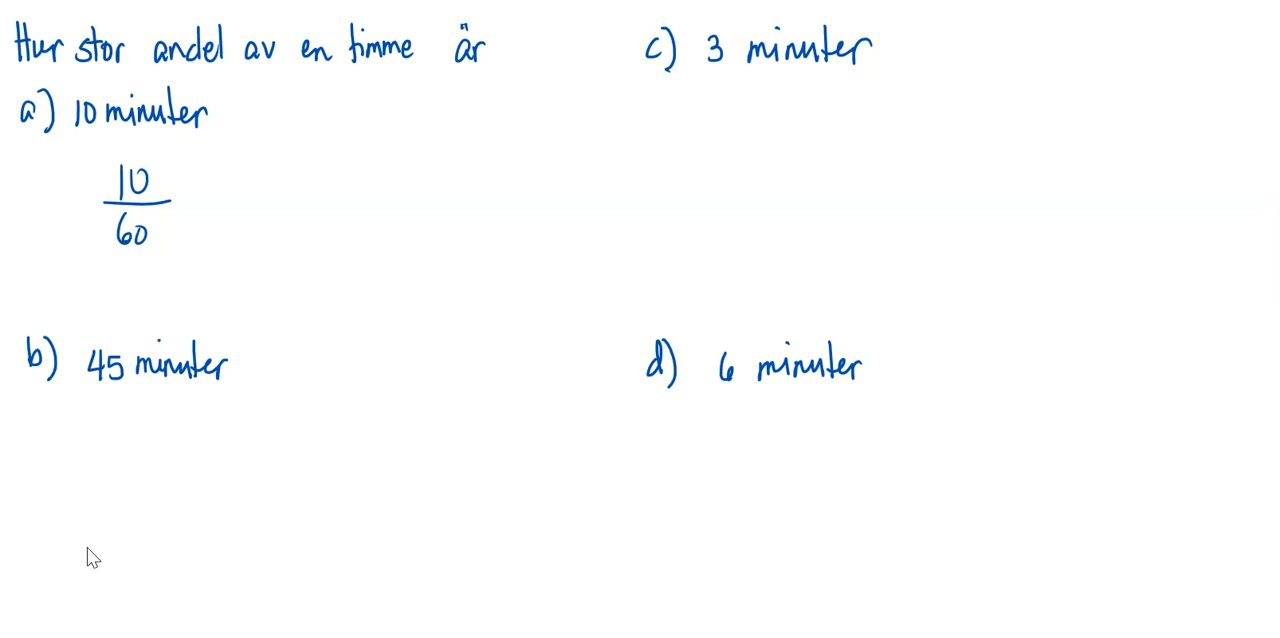 Hur stor andel av en timme är
a) 10 minuter
10
60
b) 45 minuter
c) 3 minuter
d) 6 minuter